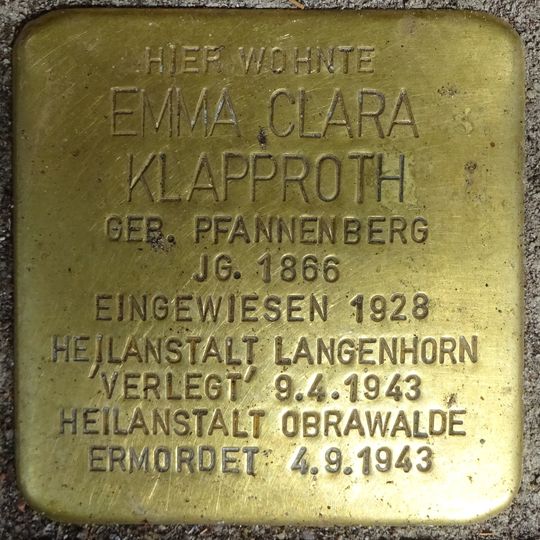 HIER WOHNTE
EMMA CLARA
KLAPPROTH
GEB. PFANNENBERG
JG. 1866
EINGEWIESEN 1928
HEILANSTALT LANGENHORN
'VERLEGT' 9.4.1943
HEILANSTALT OBRAWALDE
ERMORDET 4.9.1943